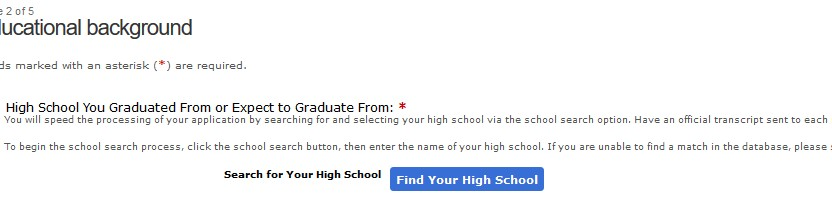 e 2 of 5
lucational background
ds marked with an asterisk (*) are required.
High School You Graduated From or Expect to Graduate From: *
You will speed the processing of your application by searching for and selecting your high school via the school search option. Have an official transcript sent to each
To begin the school search process, click the school search button, then enter the name of your high school. If you are unable to find a match in the database, please s
Search for Your High School Find Your High School